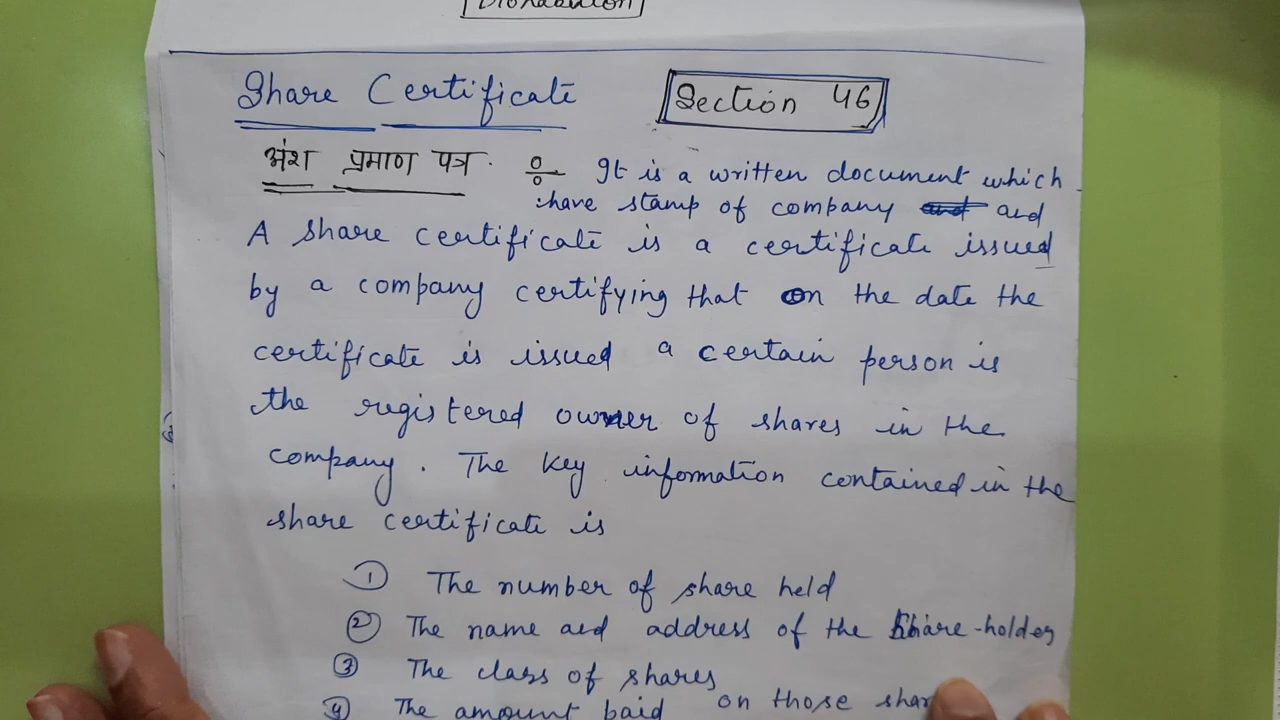 Share Certificate Section 46
अंश प्रमाण पत्र. ÷ It is a written document which
have stamp of company and
A share certificate is a certificate issued
by a company certifying that on the date the
certificate is issued a certain person is
the registered owner of shares in the
company. The key information contained in the
share certificate is
① The number of share held
② The name and address of the Share-holder
③ The class of shares
④ The amount paid on those shar